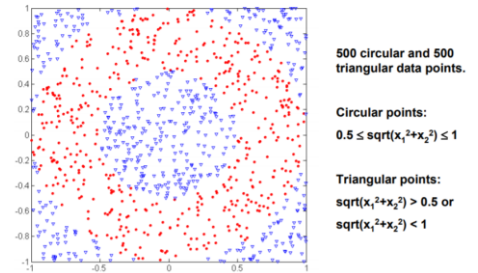 1
0.8
0.6
0.4
0.2
0
-0.2
-0.4
-0.6
-0.8
-1
-1 -0.5 0 0.5 1
500 circular and 500
triangular data points.
Circular points:
0.5 ≤ sqrt(x₁²+x₂²) ≤ 1
Triangular points:
sqrt(x₁²+x₂²) > 0.5 or
sqrt(x₁²+x₂²) < 1